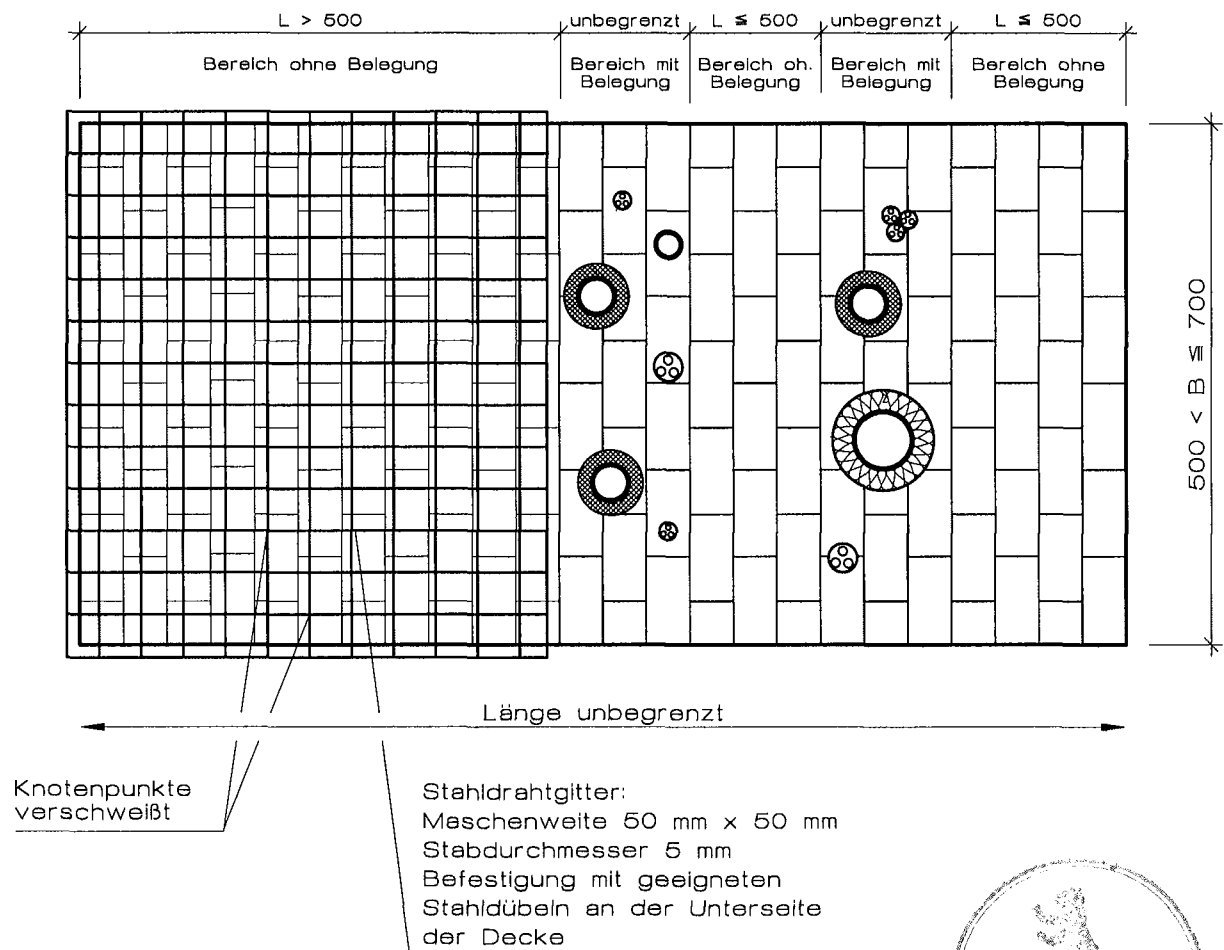 L > 500
unbegrenzt
L ≤ 500
unbegrenzt
L ≤ 500
Bereich ohne Belegung
Bereich mit
Belegung
Bereich oh.
Belegung
Bereich mit
Belegung
Bereich ohne
Belegung
500 < B ≤ 700
Länge unbegrenzt
Knotenpunkte
verschweißt
Stahldrahtgitter:
Maschenweite 50 mm x 50 mm
Stabdurchmesser 5 mm
Befestigung mit geeigneten
Stahldübeln an der Unterseite
der Decke